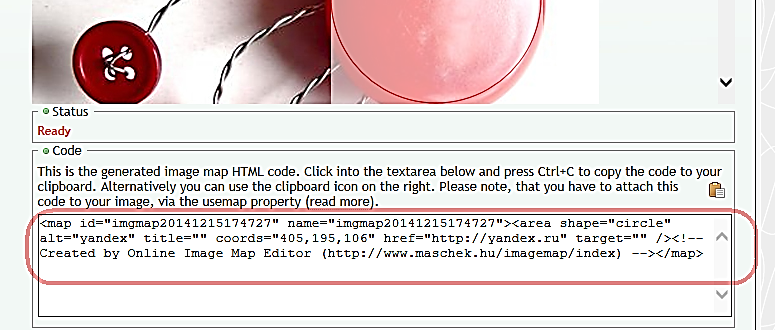 Status
Ready
Code
This is the generated image map HTML code. Click into the textarea below and press Ctrl+C to copy the code to your
clipboard. Alternatively you can use the clipboard icon on the right. Please note, that you have to attach this
code to your image, via the usemap property (read more).
<map id="imgmap20141215174727" name="imgmap20141215174727"><area shape="circle"
alt="yandex" title="" coords="405,195,106" href="http://yandex.ru" target="" /><!--
Created by Online Image Map Editor (http://www.maschek.hu/imagemap/index) --></map>